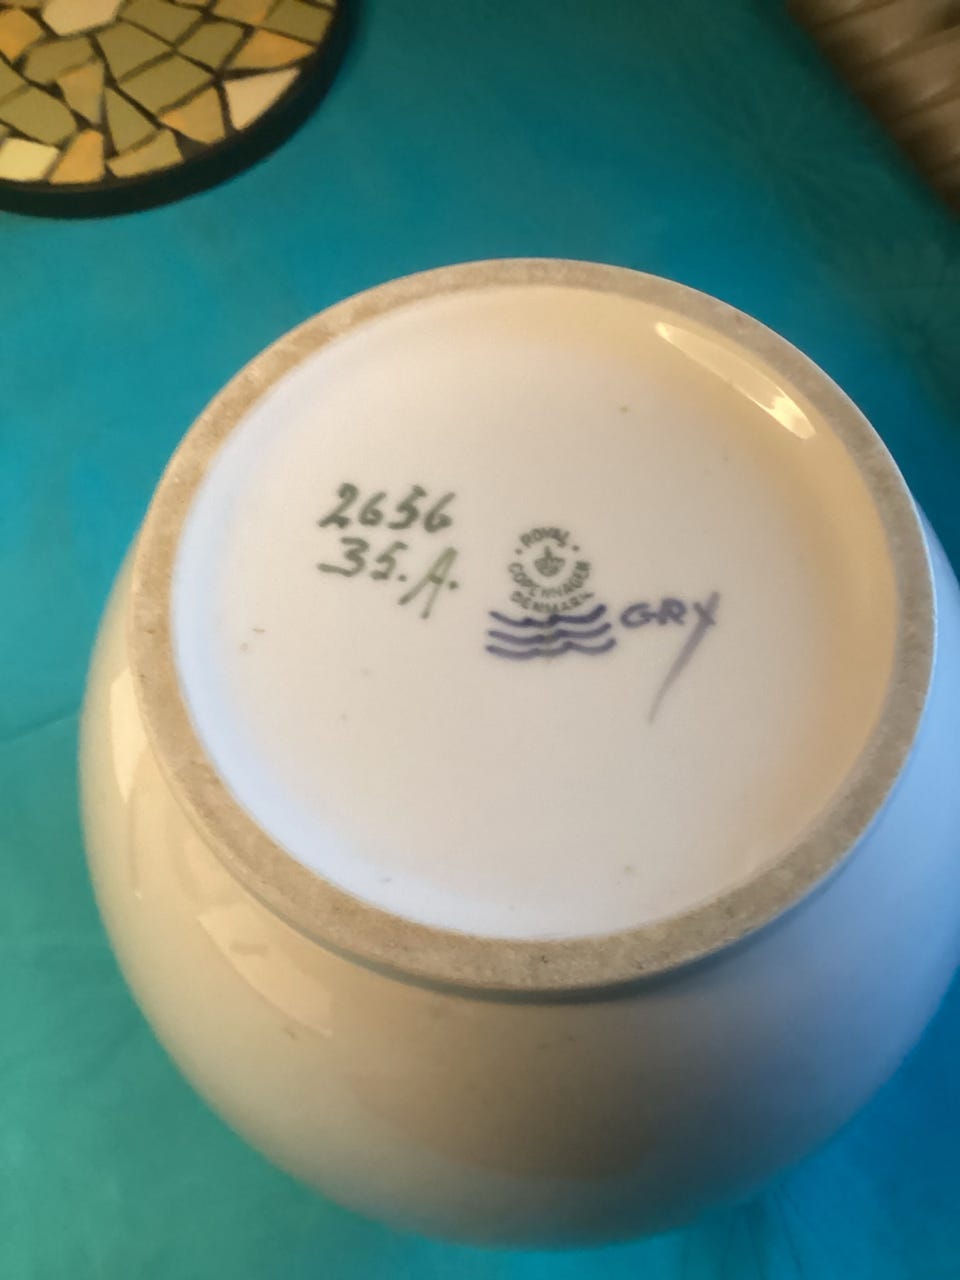 2656
35.A.
ROYAL
COPENHAGEN
DENMARK
GRY